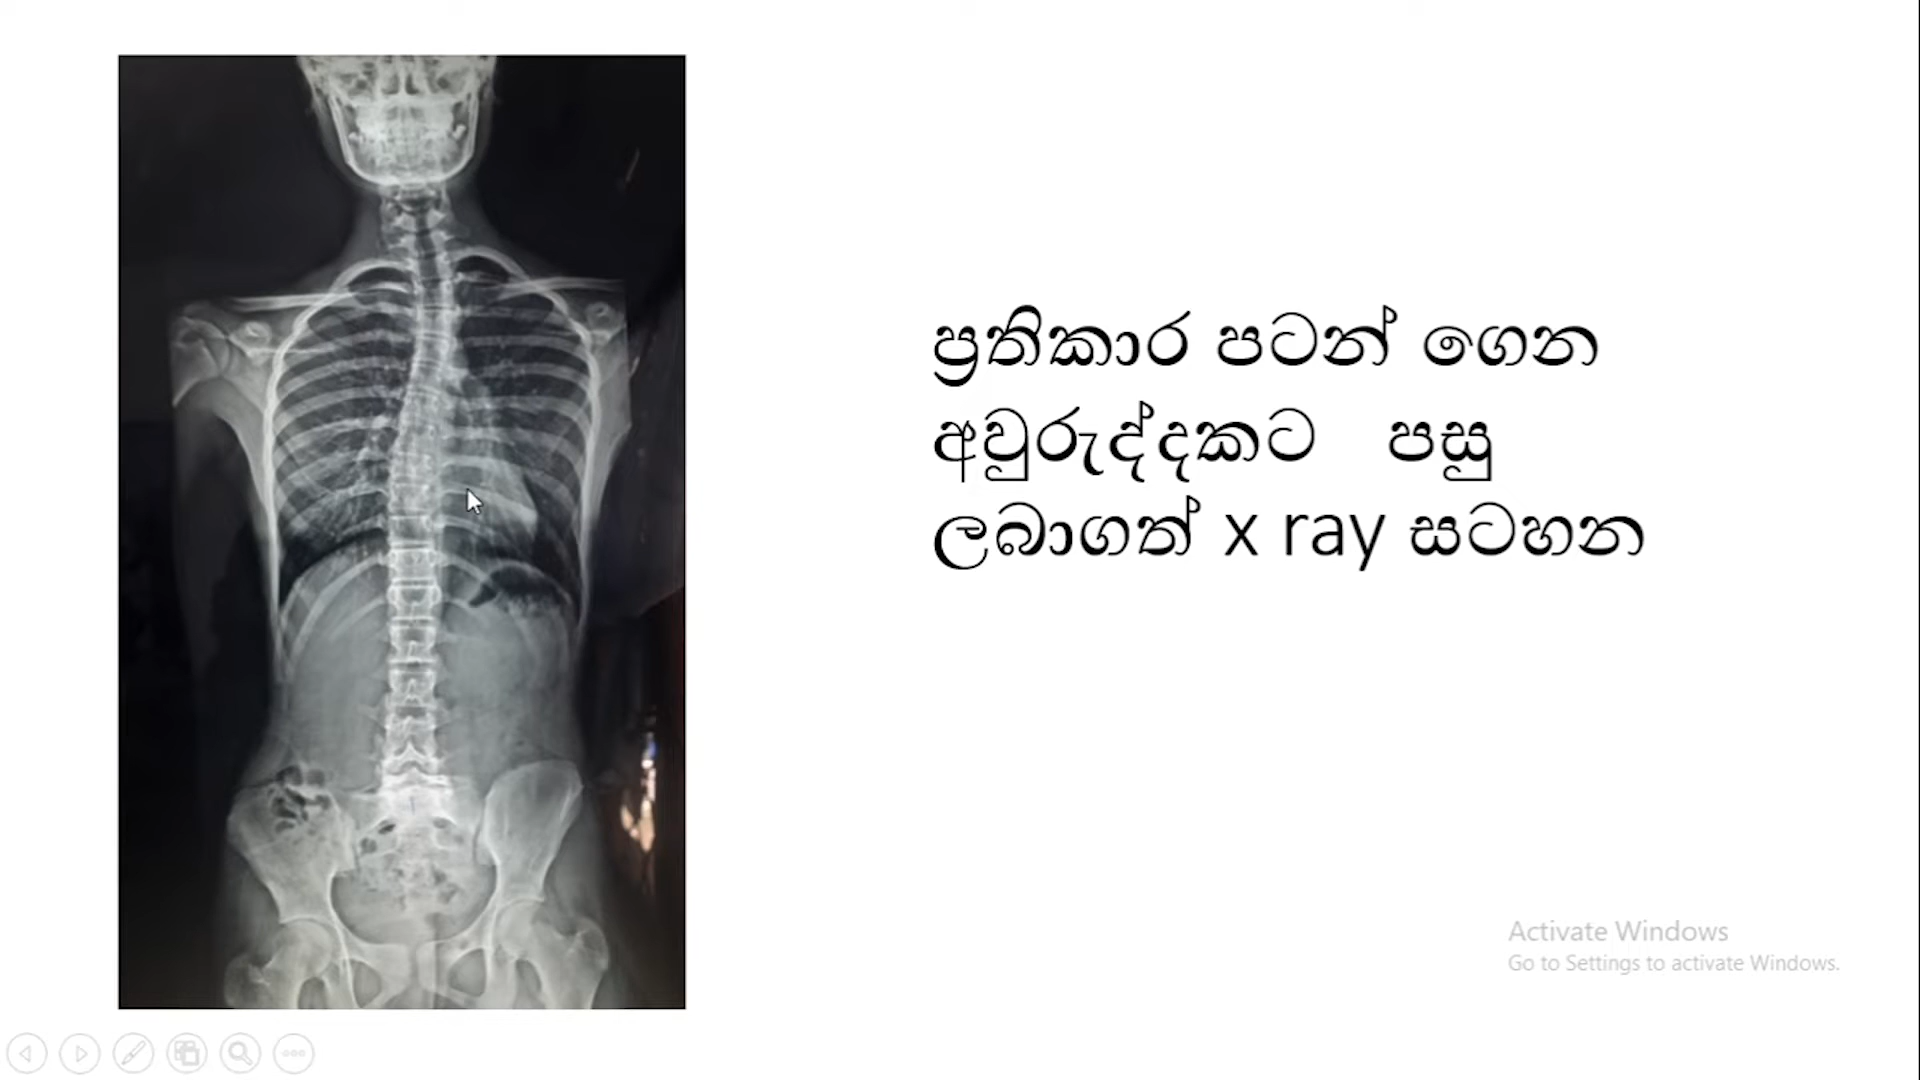 ප්‍රතිකාර පටන් ගෙන
අවුරුද්දකට පසු
ලබාගත් x ray සටහන
Activate Windows
Go to Settings to activate Windows.